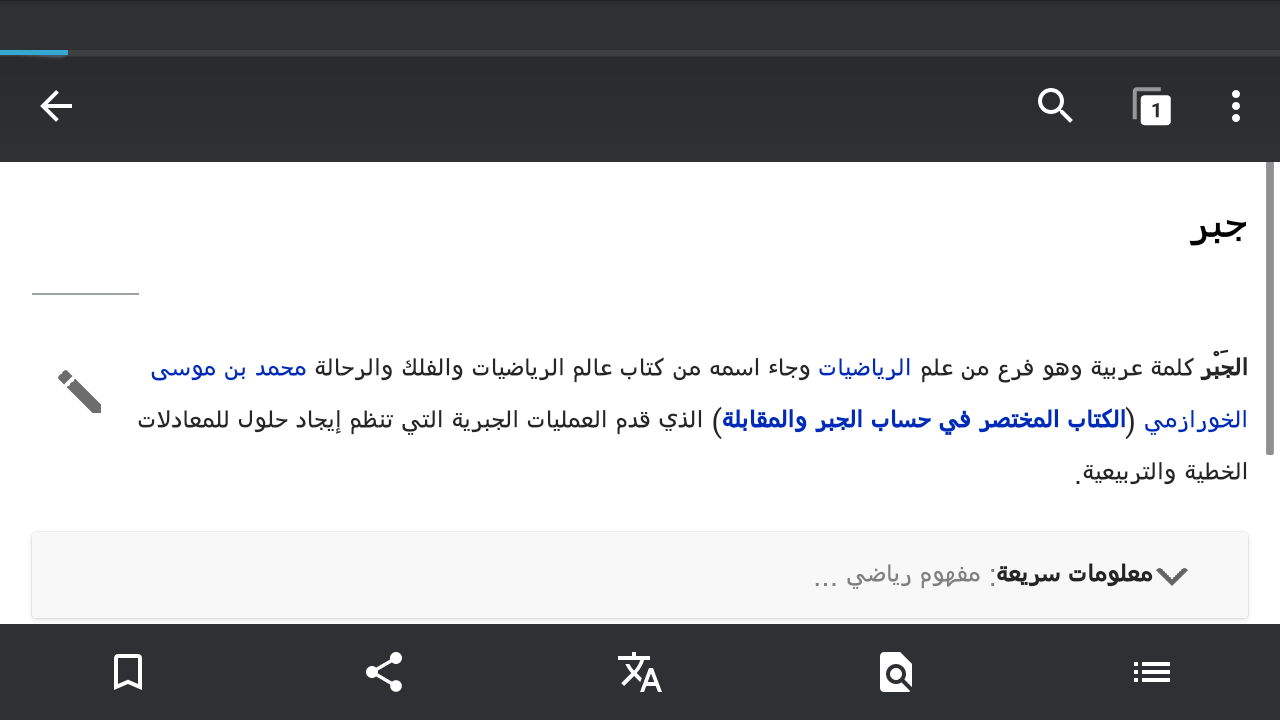 1
جبر
الجَبْر كلمة عربية وهو فرع من علم الرياضيات وجاء اسمه من كتاب عالم الرياضيات والفلك والرحالة محمد بن موسى
الخورازمي (الكتاب المختصر في حساب الجبر والمقابلة) الذي قدم العمليات الجبرية التي تنظم إيجاد حلول للمعادلات
الخطية والتربيعية.
معلومات سريعة: مفهوم رياضي ...